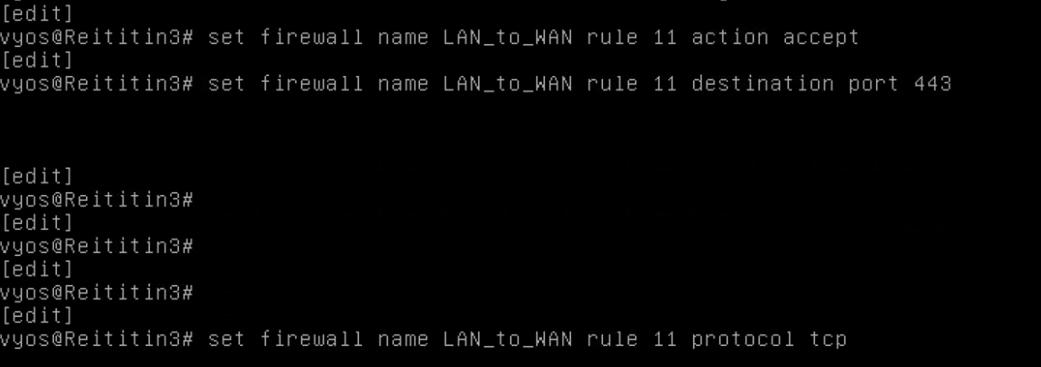 [edit]
vyos@Reititin3# set firewall name LAN_to_WAN rule 11 action accept
[edit]
vyos@Reititin3# set firewall name LAN_to_WAN rule 11 destination port 443
[edit]
vyos@Reititin3#
[edit]
vyos@Reititin3#
[edit]
vyos@Reititin3#
[edit]
vyos@Reititin3# set firewall name LAN_to_WAN rule 11 protocol tcp